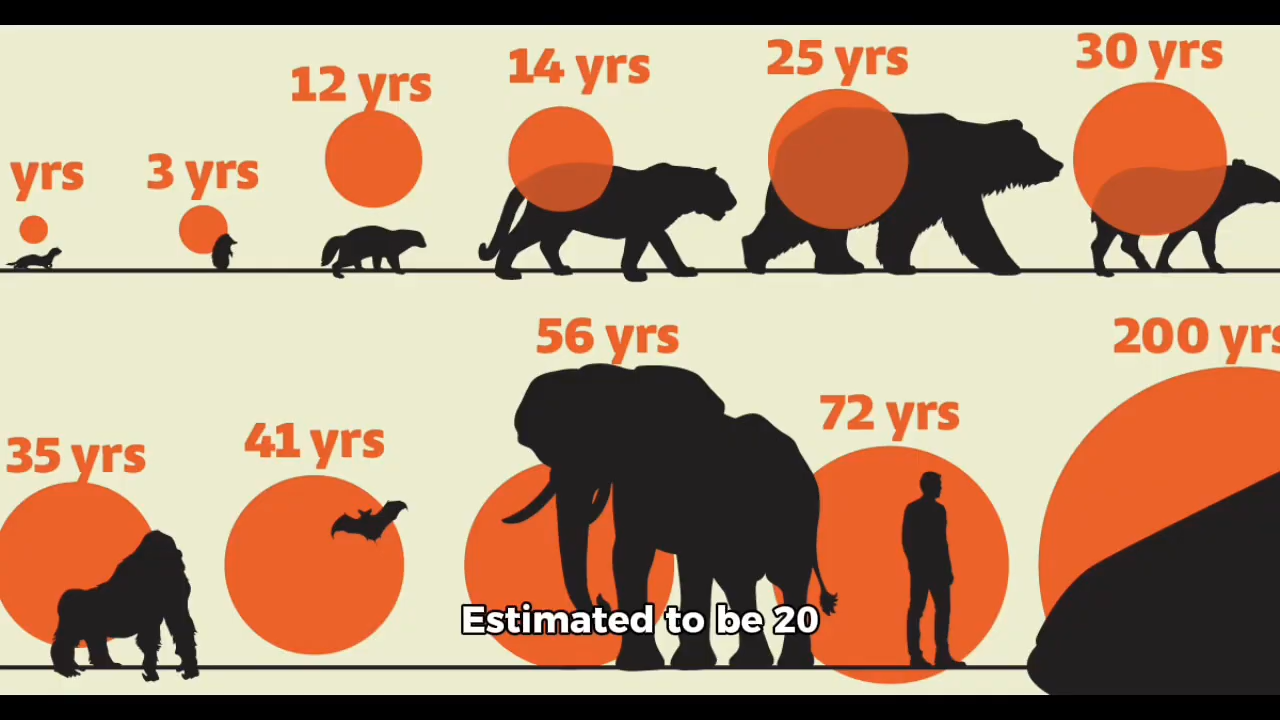 yrs
3 yrs
12 yrs
14 yrs
25 yrs
30 yrs
35 yrs
41 yrs
56 yrs
72 yrs
200 yrs
Estimated to be 20